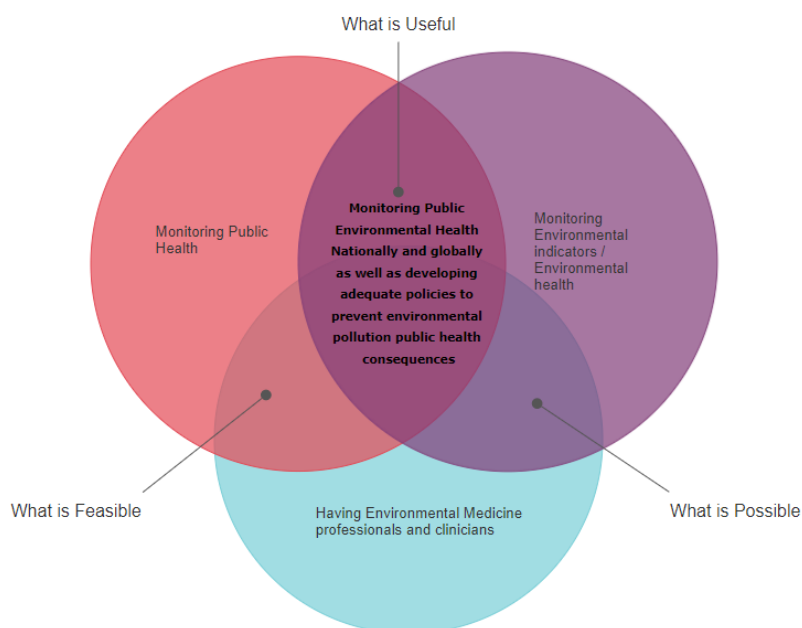 What is Useful
Monitoring Public
Health
Monitoring Public
Environmental Health
Nationally and globally
as well as developing
adequate policies to
prevent environmental
pollution public health
consequences
Monitoring
Environmental
indicators /
Environmental
health
What is Feasible
Having Environmental Medicine
professionals and clinicians
What is Possible